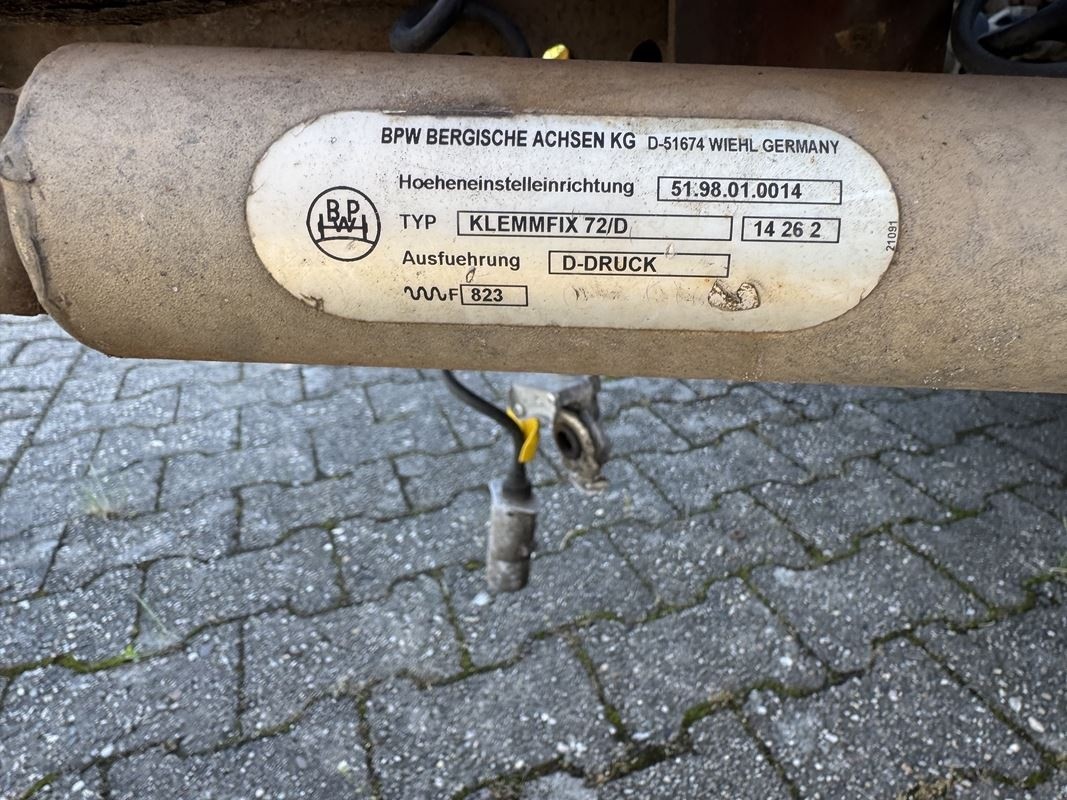 BPW BERGISCHE ACHSEN KG D-51674 WIEHL GERMANY
Hoeheneinstelleinrichtung 51.98.01.0014
BPW
TYP KLEMMFIX 72/D 14 26 2
Ausfuehrung D-DRUCK
F 823
21091